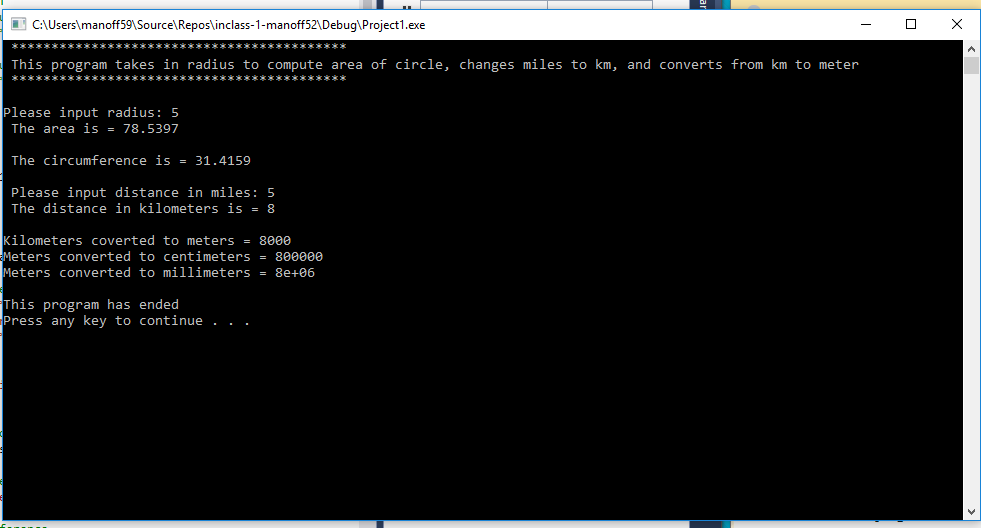 C:\Users\manoff59\Source\Repos\inclass-1-manoff52\Debug\Project1.exe
******************************************
This program takes in radius to compute area of circle, changes miles to km, and converts from km to meter
******************************************
Please input radius: 5
The area is = 78.5397
The circumference is = 31.4159
Please input distance in miles: 5
The distance in kilometers is = 8
Kilometers coverted to meters = 8000
Meters converted to centimeters = 800000
Meters converted to millimeters = 8e+06
This program has ended
Press any key to continue . . .